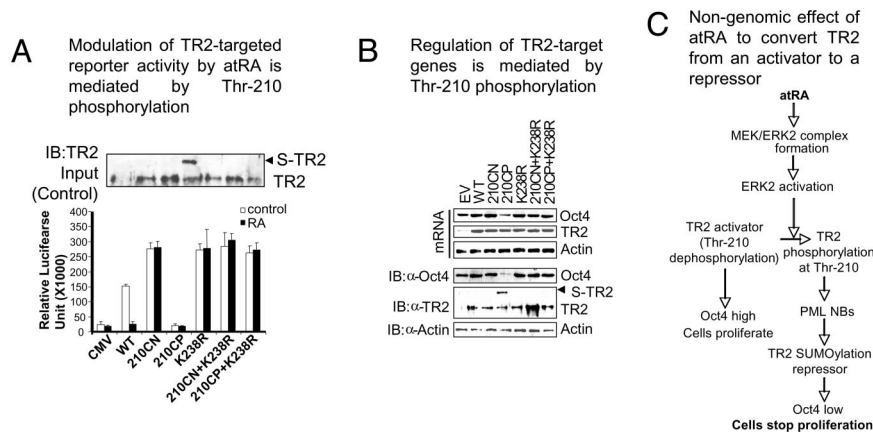 A
Modulation of TR2-targeted
reporter activity by atRA is
mediated by Thr-210
phosphorylation
IB:TR2
Input
(Control)
S-TR2
TR2
control
RA
Relative Lucifearse
Unit (X1000)
400
350
300
250
200
150
100
50
0
CMV
WT
210CN
210CP
K238R
210CN+K238R
210CP+K238R
B
Regulation of TR2-target
genes is mediated by
Thr-210 phosphorylation
EV
WT
210CN
210CP
K238R
210CN+K238R
210CP+K238R
mRNA
Oct4
TR2
Actin
IB:α-Oct4
Oct4
S-TR2
IB:α-TR2
TR2
IB:α-Actin
Actin
C
Non-genomic effect of
atRA to convert TR2
from an activator to a
repressor
atRA
MEK/ERK2 complex
formation
ERK2 activation
TR2 activator
(Thr-210
dephosphorylation)
TR2
phosphorylation
at Thr-210
Oct4 high
Cells proliferate
PML NBs
TR2 SUMOylation
repressor
Oct4 low
Cells stop proliferation